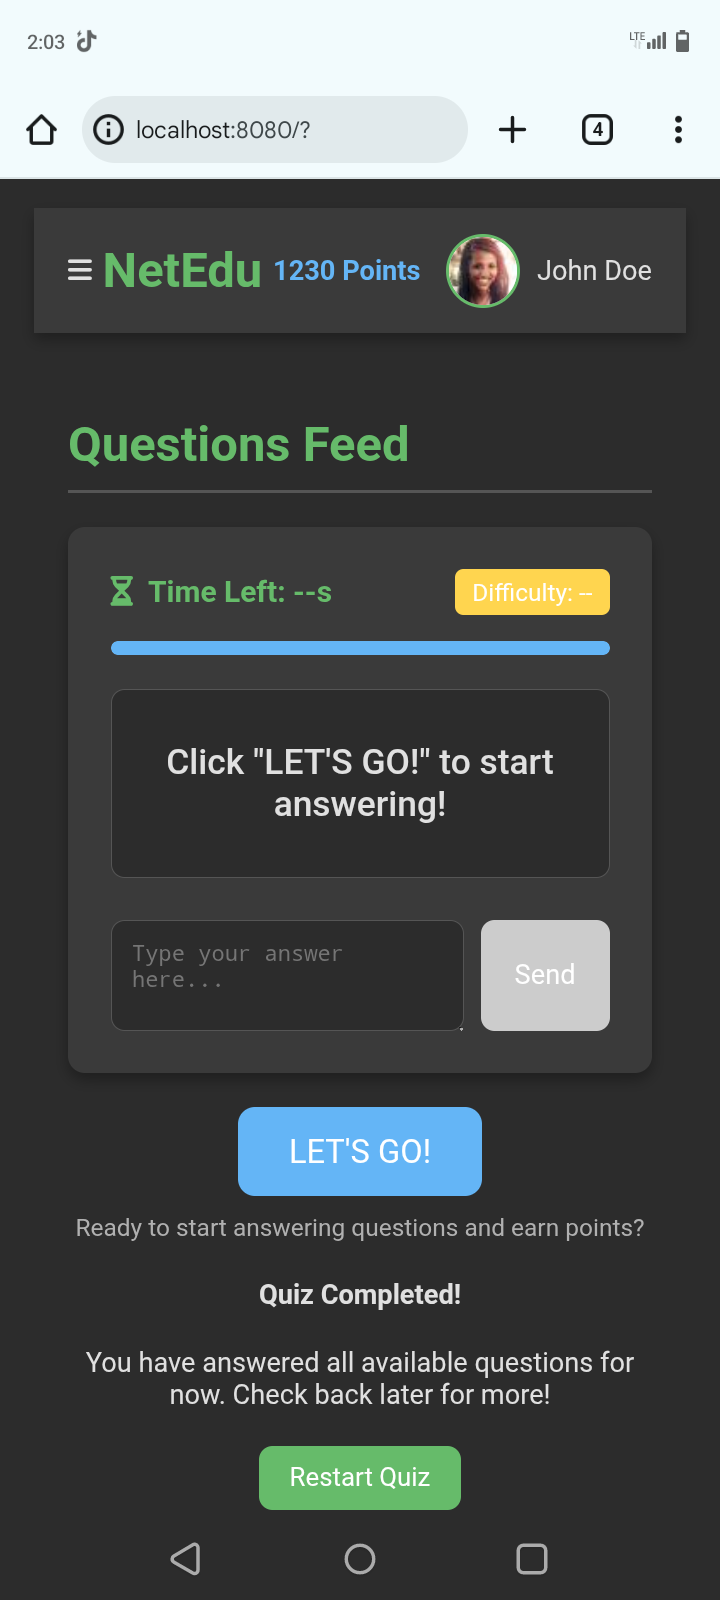 2:03
LTE
localhost:8080/?
4
NetEdu 1230 Points John Doe
Questions Feed
Time Left: --s
Difficulty: --
Click "LET'S GO!" to start
answering!
Type your answer
here...
Send
LET'S GO!
Ready to start answering questions and earn points?
Quiz Completed!
You have answered all available questions for
now. Check back later for more!
Restart Quiz